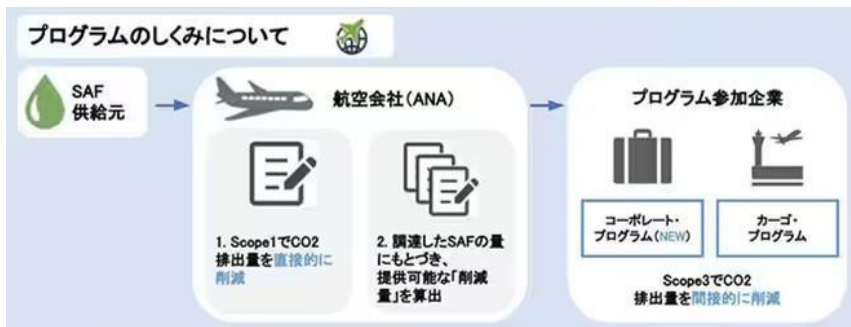 プログラムのしくみについて
SAF
供給元
航空会社(ANA)
1. Scope1でCO2
排出量を直接的に
削減
2. 調達したSAFの量
にもとづき、
提供可能な「削減
量」を算出
プログラム参加企業
コーポレート・
プログラム(NEW)
カーゴ・
プログラム
Scope3でCO2
排出量を間接的に削減